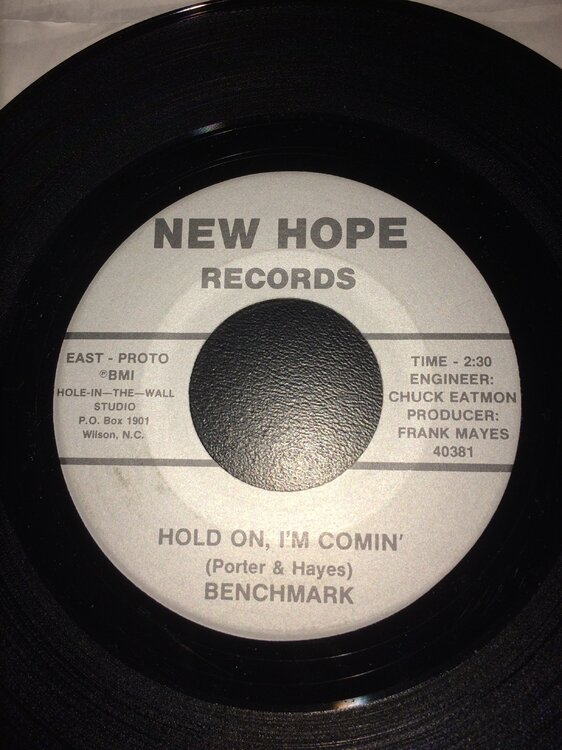 NEW HOPE
RECORDS
EAST - PROTO
℗BMI
HOLE-IN—THE—WALL
STUDIO
P.O. Box 1901
Wilson, N.C.
TIME - 2:30
ENGINEER:
CHUCK EATMON
PRODUCER:
FRANK MAYES
40381
HOLD ON, I'M COMIN'
(Porter & Hayes)
BENCHMARK